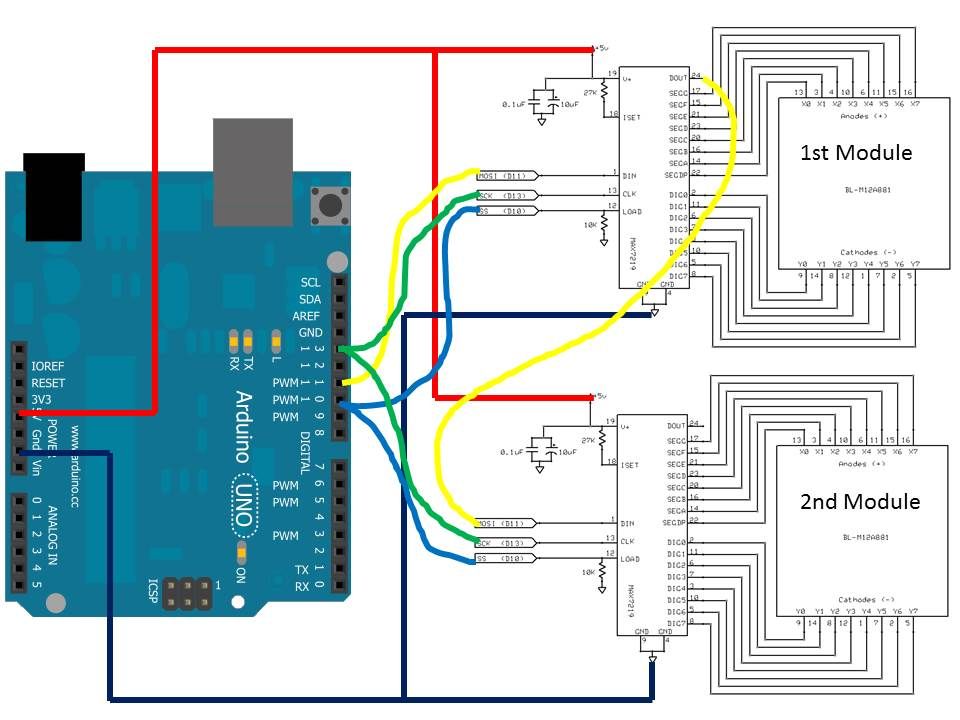 SCL
SDA
AREF
GND
1 3
1 2
PWM 1 1
PWM 1 0
PWM 9
8
DIGITAL
7
PWM 6
PWM 5
4
PWM 3
2
TX 1
RX 0
RX
TX
L
Arduino
UNO
ON
ICSP
1
IOREF
RESET
3V3
5V
Gnd
Vin
POWER
www.arduino.cc
ANALOG IN
0
1
2
3
4
5
+5v
0.1uF
10uF
27K
19
18
V+
ISET
MOSI (D11)
SCK (D13)
SS (D10)
1
13
12
DIN
CLK
LOAD
10K
MAX7219
GND GND
9 4
DOUT 24
SEGG 17
SEGF 15
SEGE 21
SEGD 23
SEGC 20
SEGB 16
SEGA 14
SEGDP 22
DIG0 2
DIG1 11
DIG2 6
DIG3 7
DIG4 3
DIG5 10
DIG6 5
DIG7 8
13 3 4 10 6 11 15 16
X0 X1 X2 X3 X4 X5 X6 X7
Anodes (+)
1st Module
BL-M12A881
Cathodes (-)
Y0 Y1 Y2 Y3 Y4 Y5 Y6 Y7
9 14 8 12 1 7 2 5
+5v
0.1uF
10uF
27K
19
18
V+
ISET
MOSI (D11)
SCK (D13)
SS (D10)
1
13
12
DIN
CLK
LOAD
10K
MAX7219
GND GND
9 4
DOUT 24
SEGG 17
SEGF 15
SEGE 21
SEGD 23
SEGC 20
SEGB 16
SEGA 14
SEGDP 22
DIG0 2
DIG1 11
DIG2 6
DIG3 7
DIG4 3
DIG5 10
DIG6 5
DIG7 8
13 3 4 10 6 11 15 16
X0 X1 X2 X3 X4 X5 X6 X7
Anodes (+)
2nd Module
BL-M12A881
Cathodes (-)
Y0 Y1 Y2 Y3 Y4 Y5 Y6 Y7
9 14 8 12 1 7 2 5